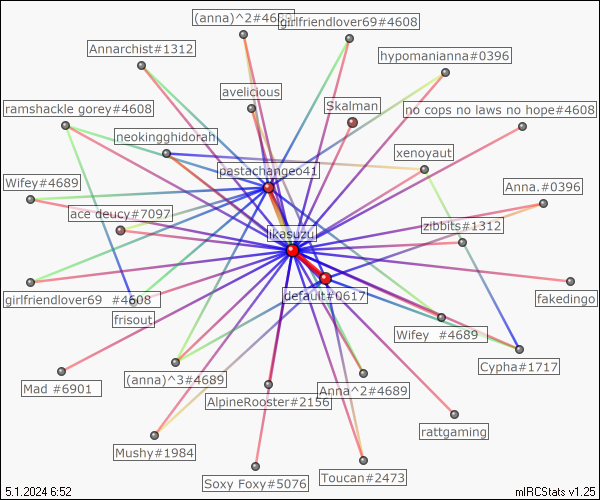 (anna)^2#4689
girlfriendlover69#4608
Annarchist#1312
hypomanianna#0396
avelicious
Skalman
ramshackle gorey#4608
no cops no laws no hope#4608
neokingghidorah
xenoyaut
pastachange041
Wifey#4689
Anna.#0396
ace deucy#7097
zibbits#1312
ikasuzu
default#0617
girlfriendlover69 #4608
fakedingo
frisout
Wifey #4689
Cypha#1717
(anna)^3#4689
Mad #6901
Anna^2#4689
AlpineRooster#2156
rattgaming
Mushy#1984
Toucan#2473
Soxy Foxy#5076
5.1.2024 6:52
mIRCStats v1.25